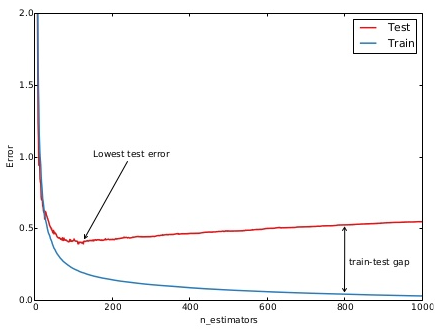 2.0
Test
Train
1.5
Lowest test error
1.0
Error
0.5
train-test gap
0.0
0 200 400 600 800 1000
n_estimators